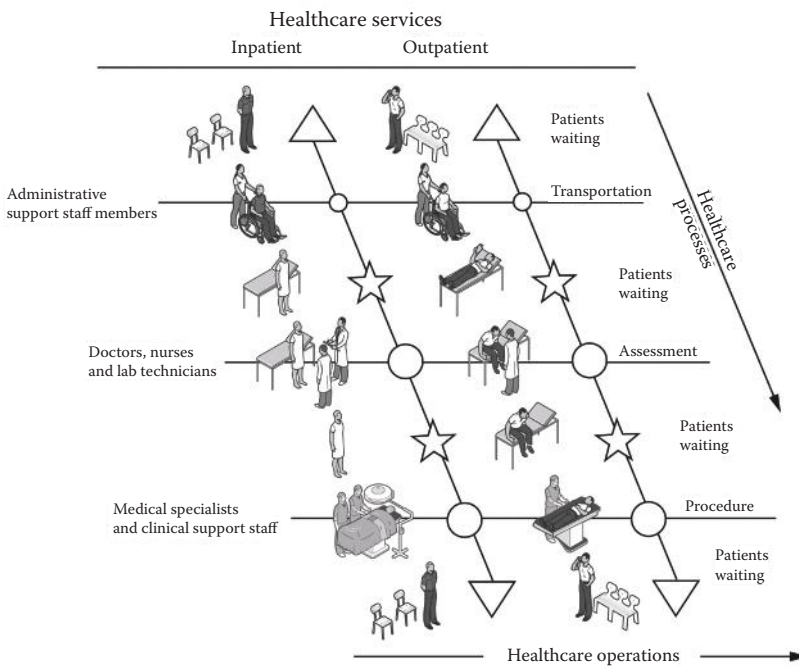 Healthcare services
Inpatient
Outpatient
Patients
waiting
Administrative
support staff members
Transportation
Healthcare
processes
Patients
waiting
Doctors, nurses
and lab technicians
Assessment
Patients
waiting
Medical specialists
and clinical support staff
Procedure
Patients
waiting
Healthcare operations